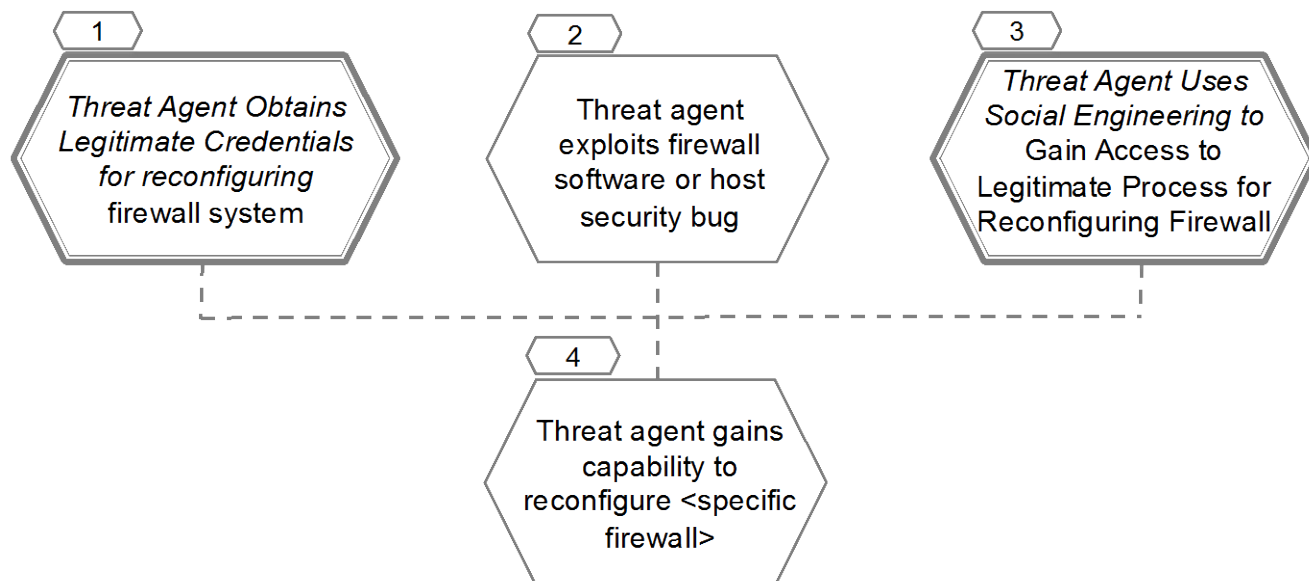 1
Threat Agent Obtains
Legitimate Credentials
for reconfiguring
firewall system
2
Threat agent
exploits firewall
software or host
security bug
3
Threat Agent Uses
Social Engineering to
Gain Access to
Legitimate Process for
Reconfiguring Firewall
4
Threat agent gains
capability to
reconfigure <specific
firewall>